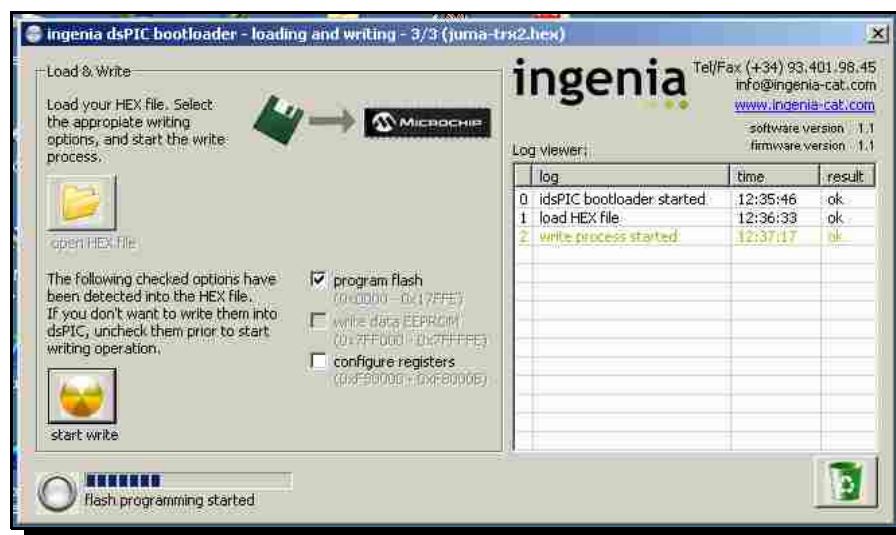 ingenia dsPIC bootloader - loading and writing - 3/3 (juma-trx2.hex)
Load & Write
Load your HEX file. Select
the appropiate writing
options, and start the write
process.
MICROCHIP
open HEX file
The following checked options have
been detected into the HEX file.
If you don't want to write them into
dsPIC, uncheck them prior to start
writing operation.
program flash
(0x0000 - 0x17FFE)
write data EEPROM
(0x7FF000 - 0x7FFFFE)
configure registers
start write
flash programming started
ingenia
Tel/Fax (+34) 93.401.98.45
info@ingenia-cat.com
www.ingenia-cat.com
software version 1.1
firmware version 1.1
Log viewer:
log time result
0 idsPIC bootloader started 12:35:46 ok
1 load HEX file 12:36:33 ok
2 write process started 12:37:17 ok